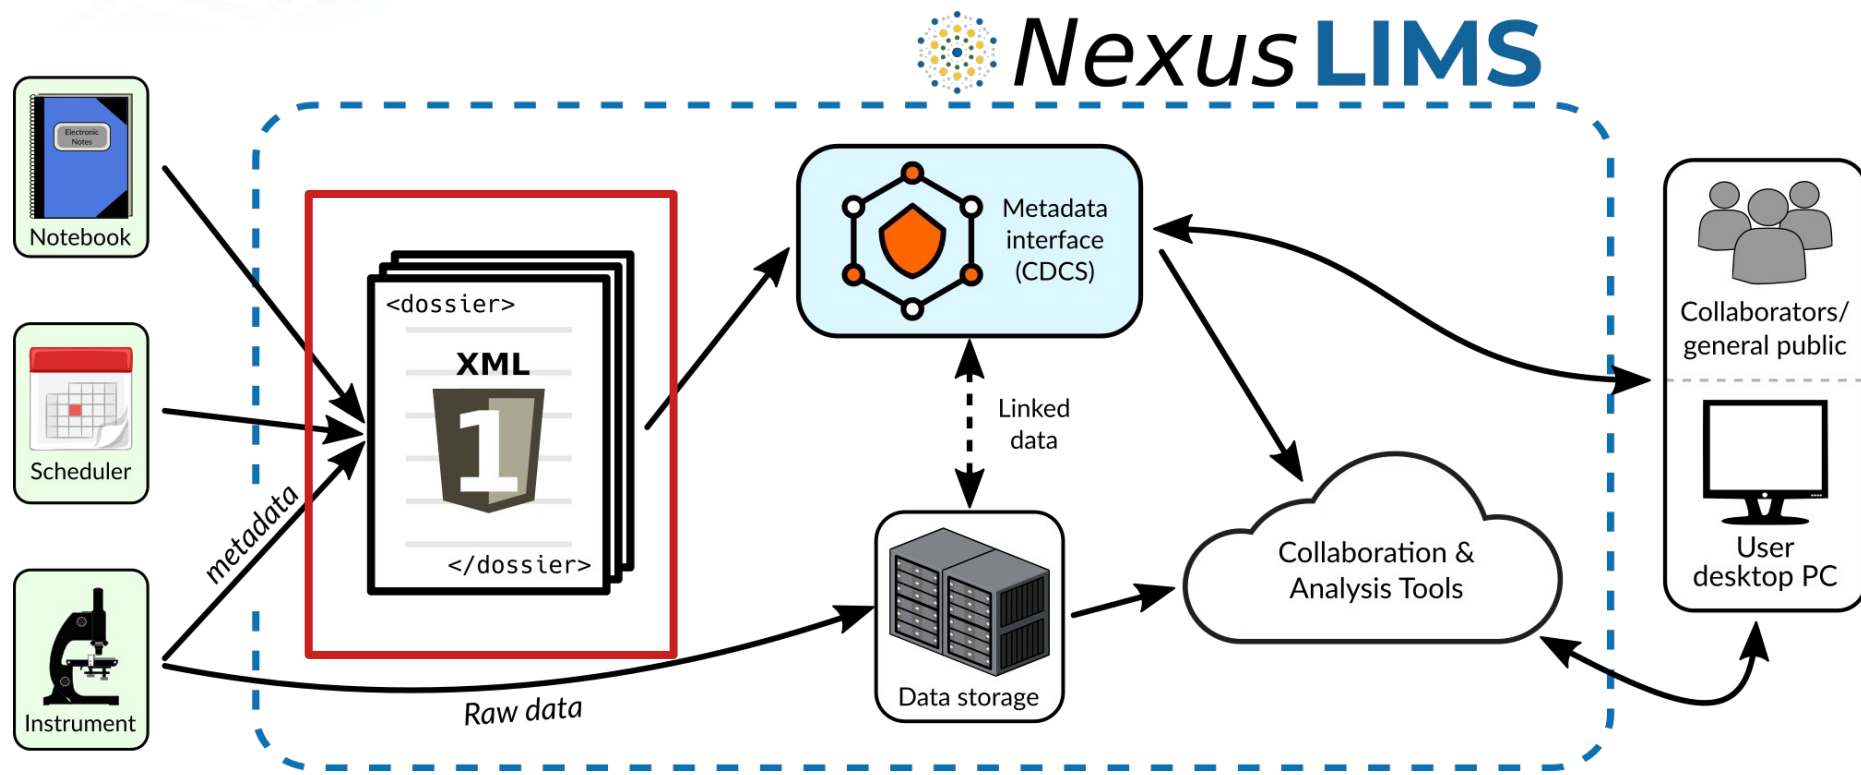 Nexus LIMS
Electronic
Notes
Notebook
Scheduler
metadata
Instrument
<dossier>
XML
1
</dossier>
Raw data
Metadata
interface
(CDCS)
Linked
data
Data storage
Collaboration &
Analysis Tools
Collaborators/
general public
User
desktop PC